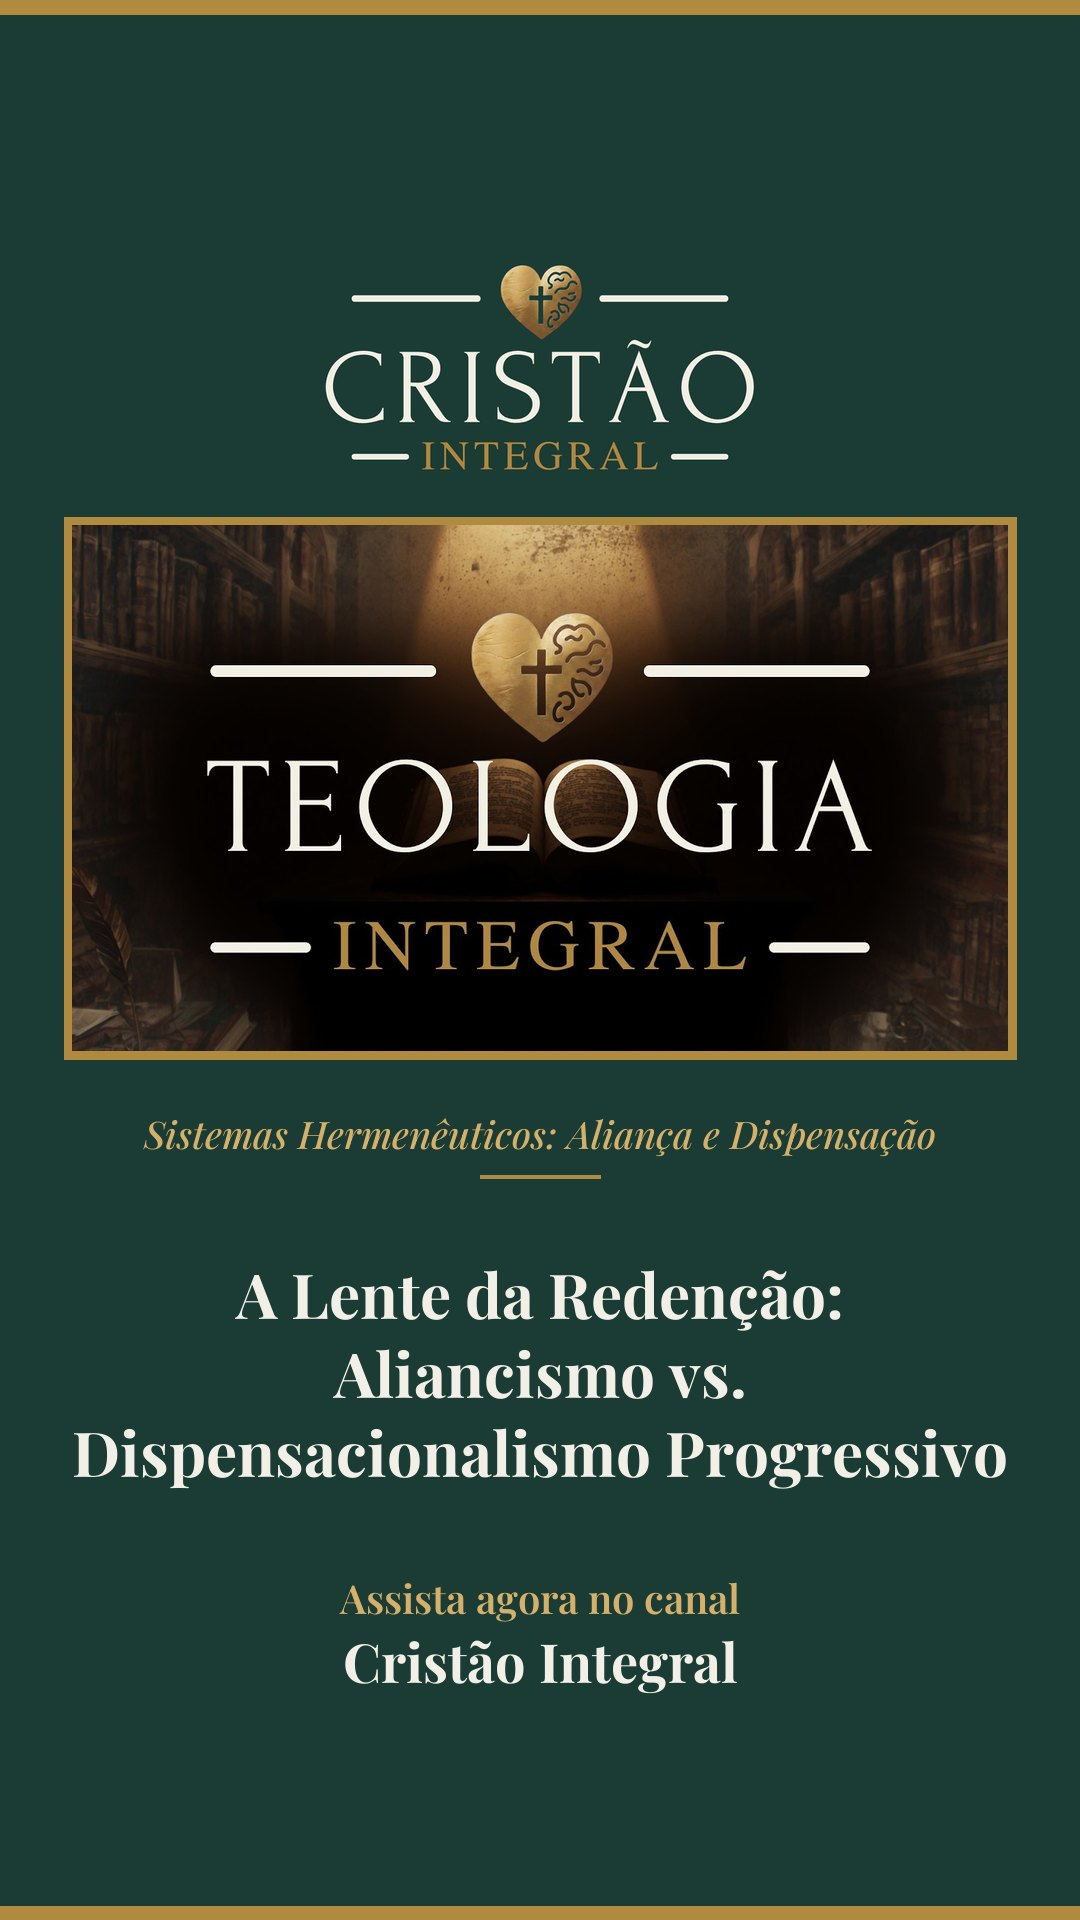 CRISTÃO
INTEGRAL
TEOLOGIA
INTEGRAL
Sistemas Hermenêuticos: Aliança e Dispensação
A Lente da Redenção:
Aliancismo vs.
Dispensacionalismo Progressivo
Assista agora no canal
Cristão Integral